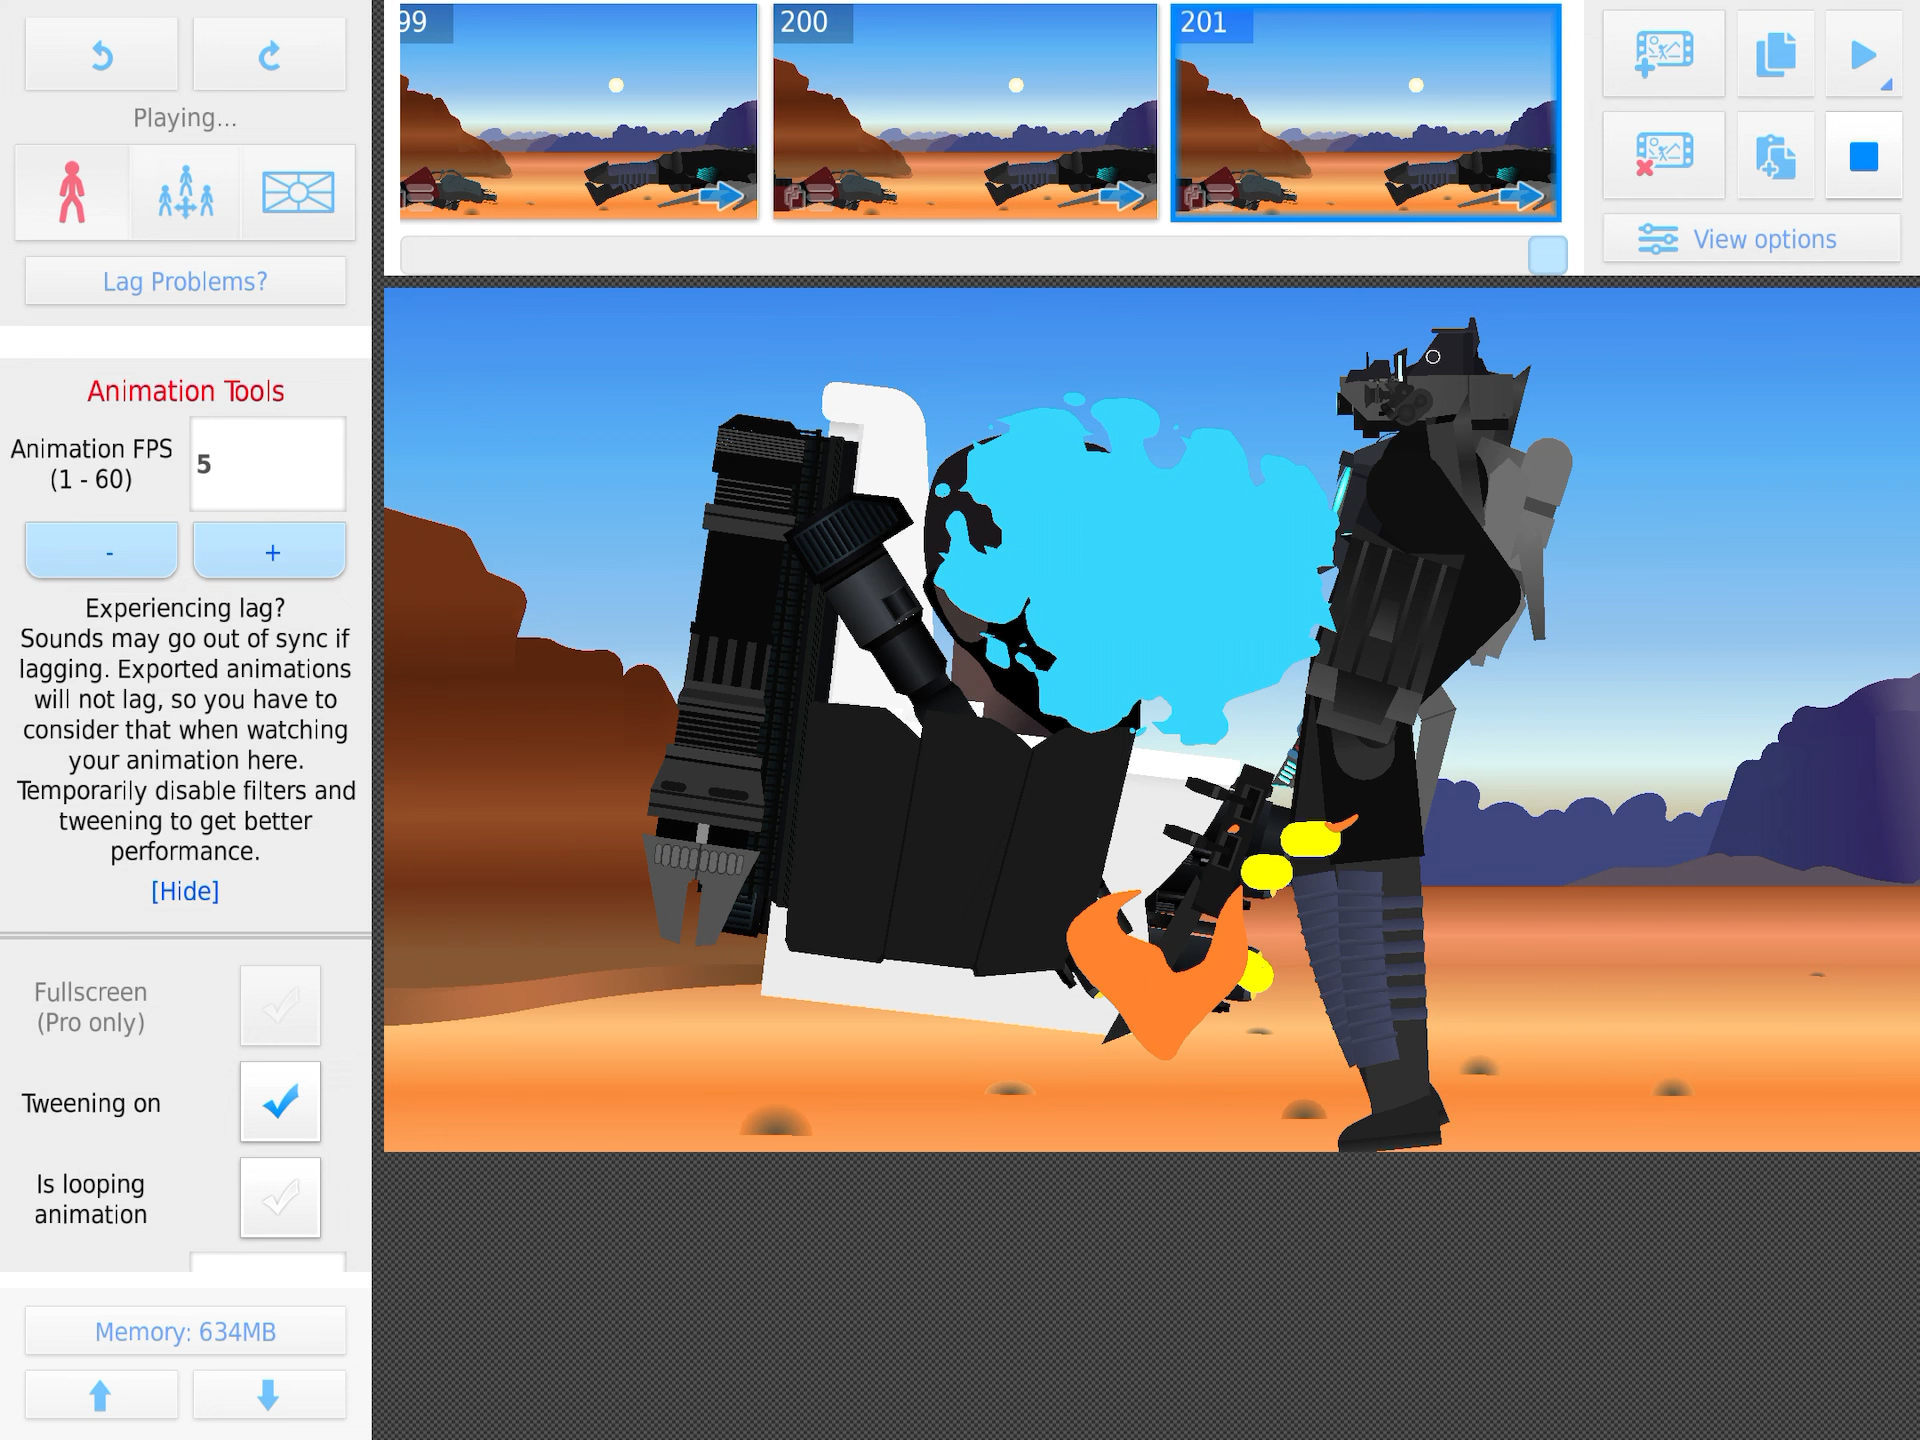 99
200
201
Playing...
Lag Problems?
View options
Animation Tools
Animation FPS
(1 - 60)
5
-
+
Experiencing lag?
Sounds may go out of sync if
lagging. Exported animations
will not lag, so you have to
consider that when watching
your animation here.
Temporarily disable filters and
tweening to get better
performance.
[Hide]
Fullscreen
(Pro only)
Tweening on
Is looping
animation
Memory: 634MB